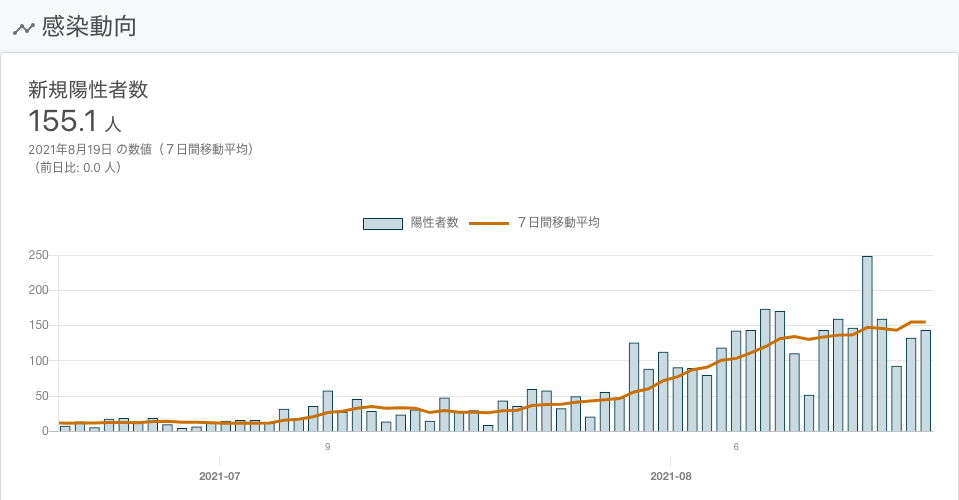 感染動向
新規陽性者数
155.1 人
2021年8月19日 の数値（７日間移動平均）
（前日比: 0.0 人）
陽性者数 ７日間移動平均
250
200
150
100
50
0
9 6
2021-07 2021-08